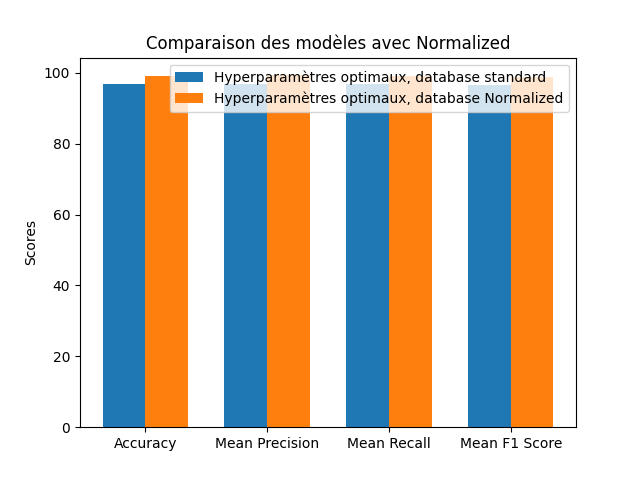 Comparaison des modèles avec Normalized
Hyperparamètres optimaux, database standard
Hyperparamètres optimaux, database Normalized
100
80
60
40
20
0
Scores
Accuracy
Mean Precision
Mean Recall
Mean F1 Score